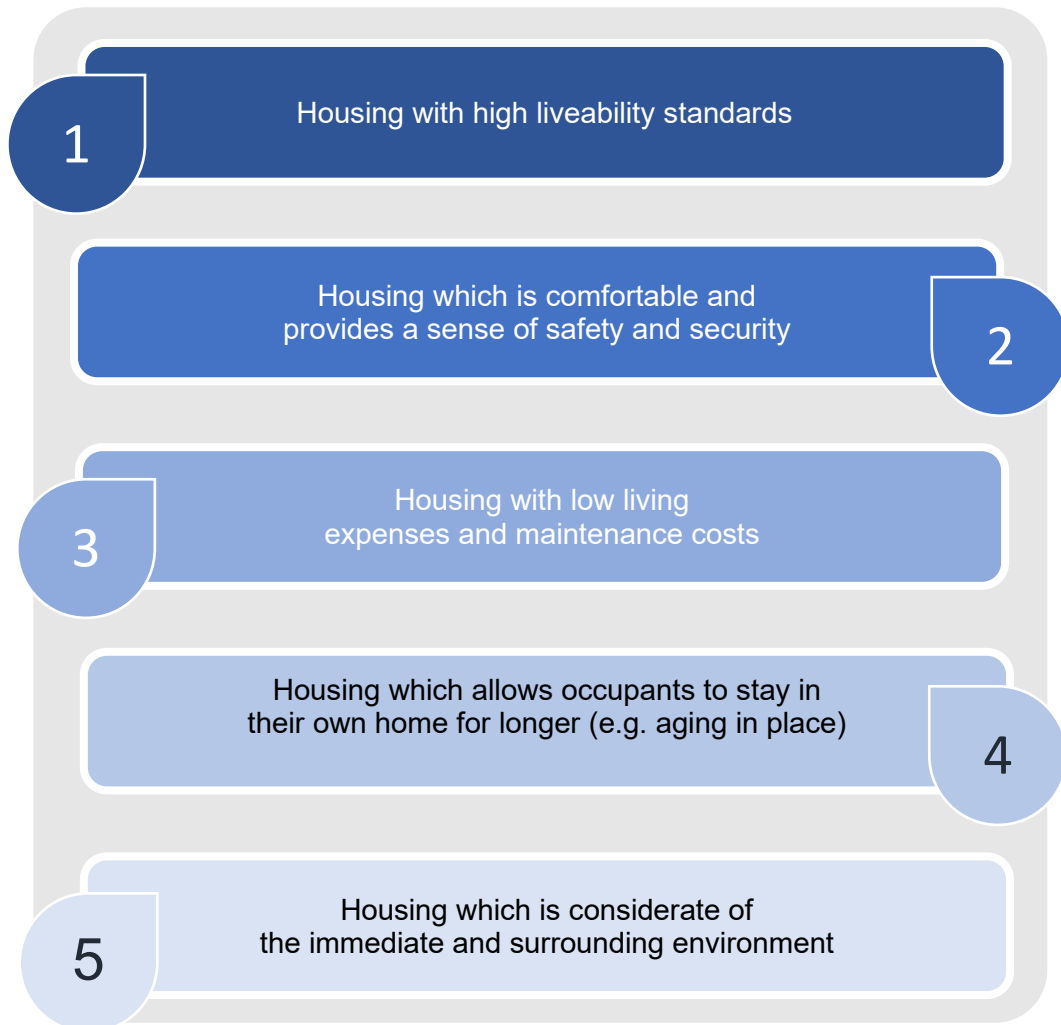 1
Housing with high liveability standards
Housing which is comfortable and
provides a sense of safety and security
2
3
Housing with low living
expenses and maintenance costs
Housing which allows occupants to stay in
their own home for longer (e.g. aging in place)
4
5
Housing which is considerate of
the immediate and surrounding environment